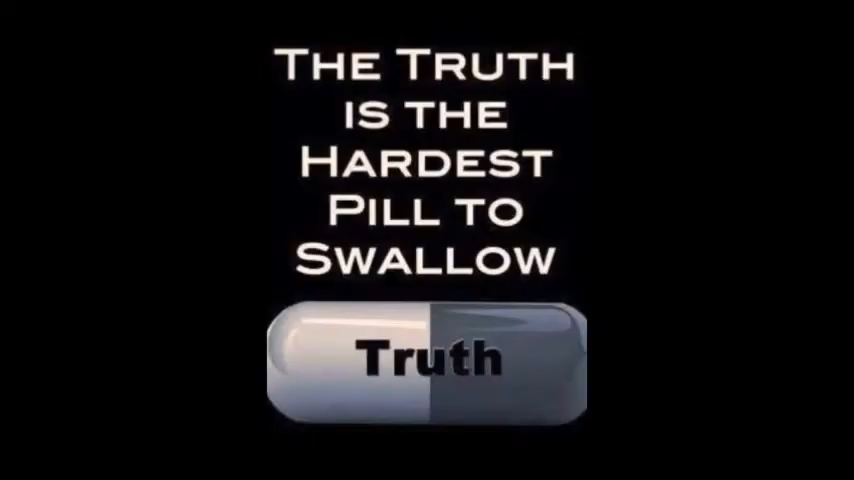 The Truth
is the
Hardest
Pill to
Swallow
Truth